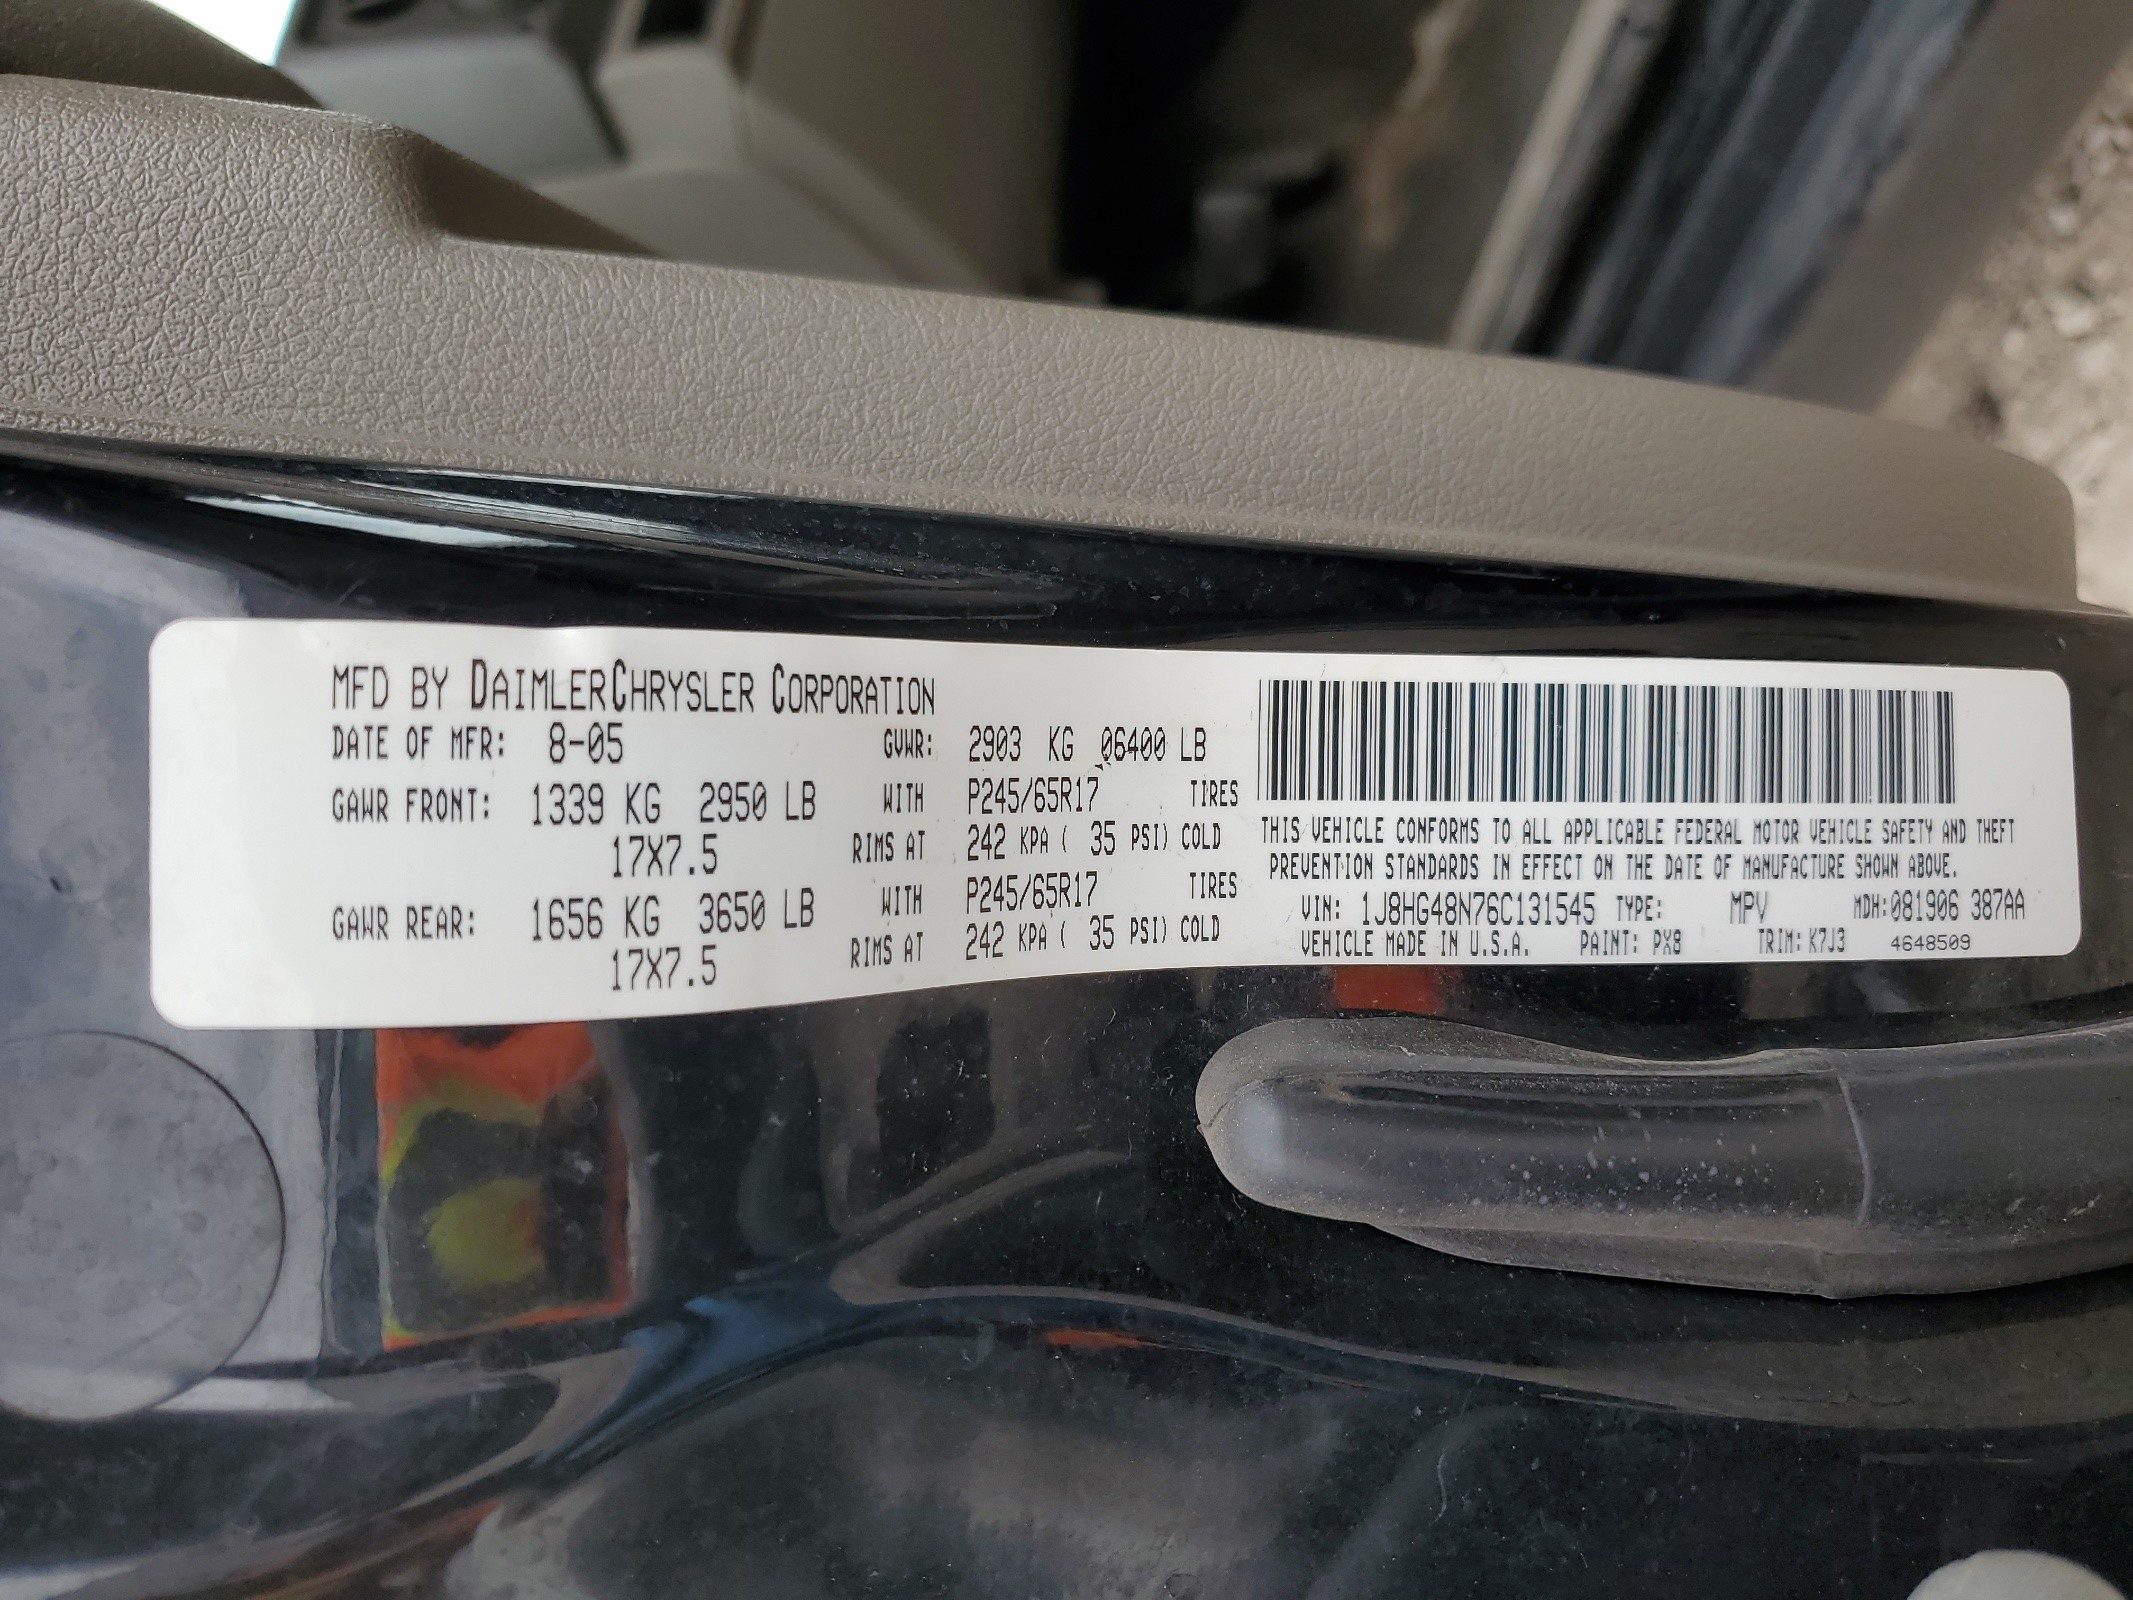 MFD BY DAIMLERCHRYSLER CORPORATION
DATE OF MFR: 8-05 GVWR: 2903 KG 06400 LB
GAWR FRONT: 1339 KG 2950 LB WITH P245/65R17 TIRES
17X7.5 RIMS AT 242 KPA ( 35 PSI) COLD
GAWR REAR: 1656 KG 3650 LB WITH P245/65R17 TIRES
17X7.5 RIMS AT 242 KPA ( 35 PSI) COLD
THIS VEHICLE CONFORMS TO ALL APPLICABLE FEDERAL MOTOR VEHICLE SAFETY AND THEFT
PREVENTION STANDARDS IN EFFECT ON THE DATE OF MANUFACTURE SHOWN ABOVE.
VIN: 1J8HG48N76C131545 TYPE: MPV MDH:081906 387AA
VEHICLE MADE IN U.S.A. PAINT: PX8 TRIM: K7J3 4648509